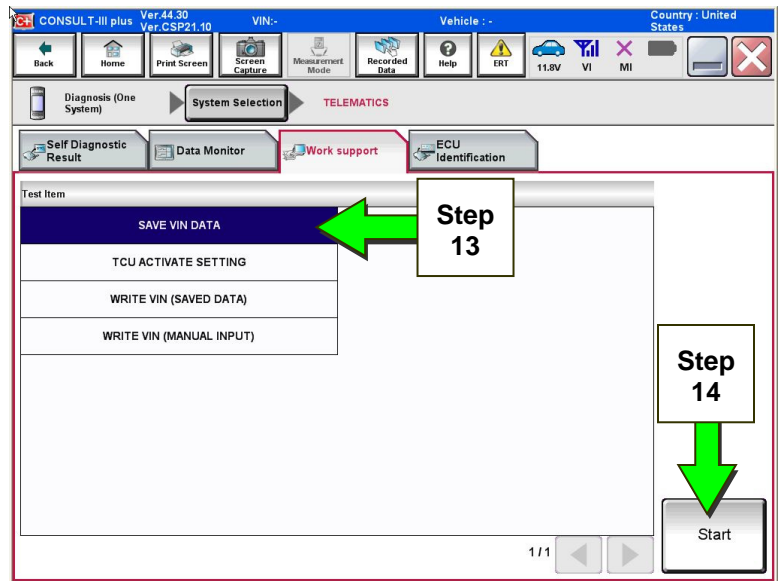 CONSULT-III plus Ver.44.30 VIN:- Vehicle : - Country : United
Ver.CSP21.10 States
Back Home Print Screen Screen Capture Measurement Mode Recorded Data Help ERT 11.8V VI MI
Diagnosis (One System) System Selection TELEMATICS
Self Diagnostic Result Data Monitor Work support ECU Identification
Test Item
SAVE VIN DATA
Step
13
TCU ACTIVATE SETTING
WRITE VIN (SAVED DATA)
WRITE VIN (MANUAL INPUT)
Step
14
Start
1/1